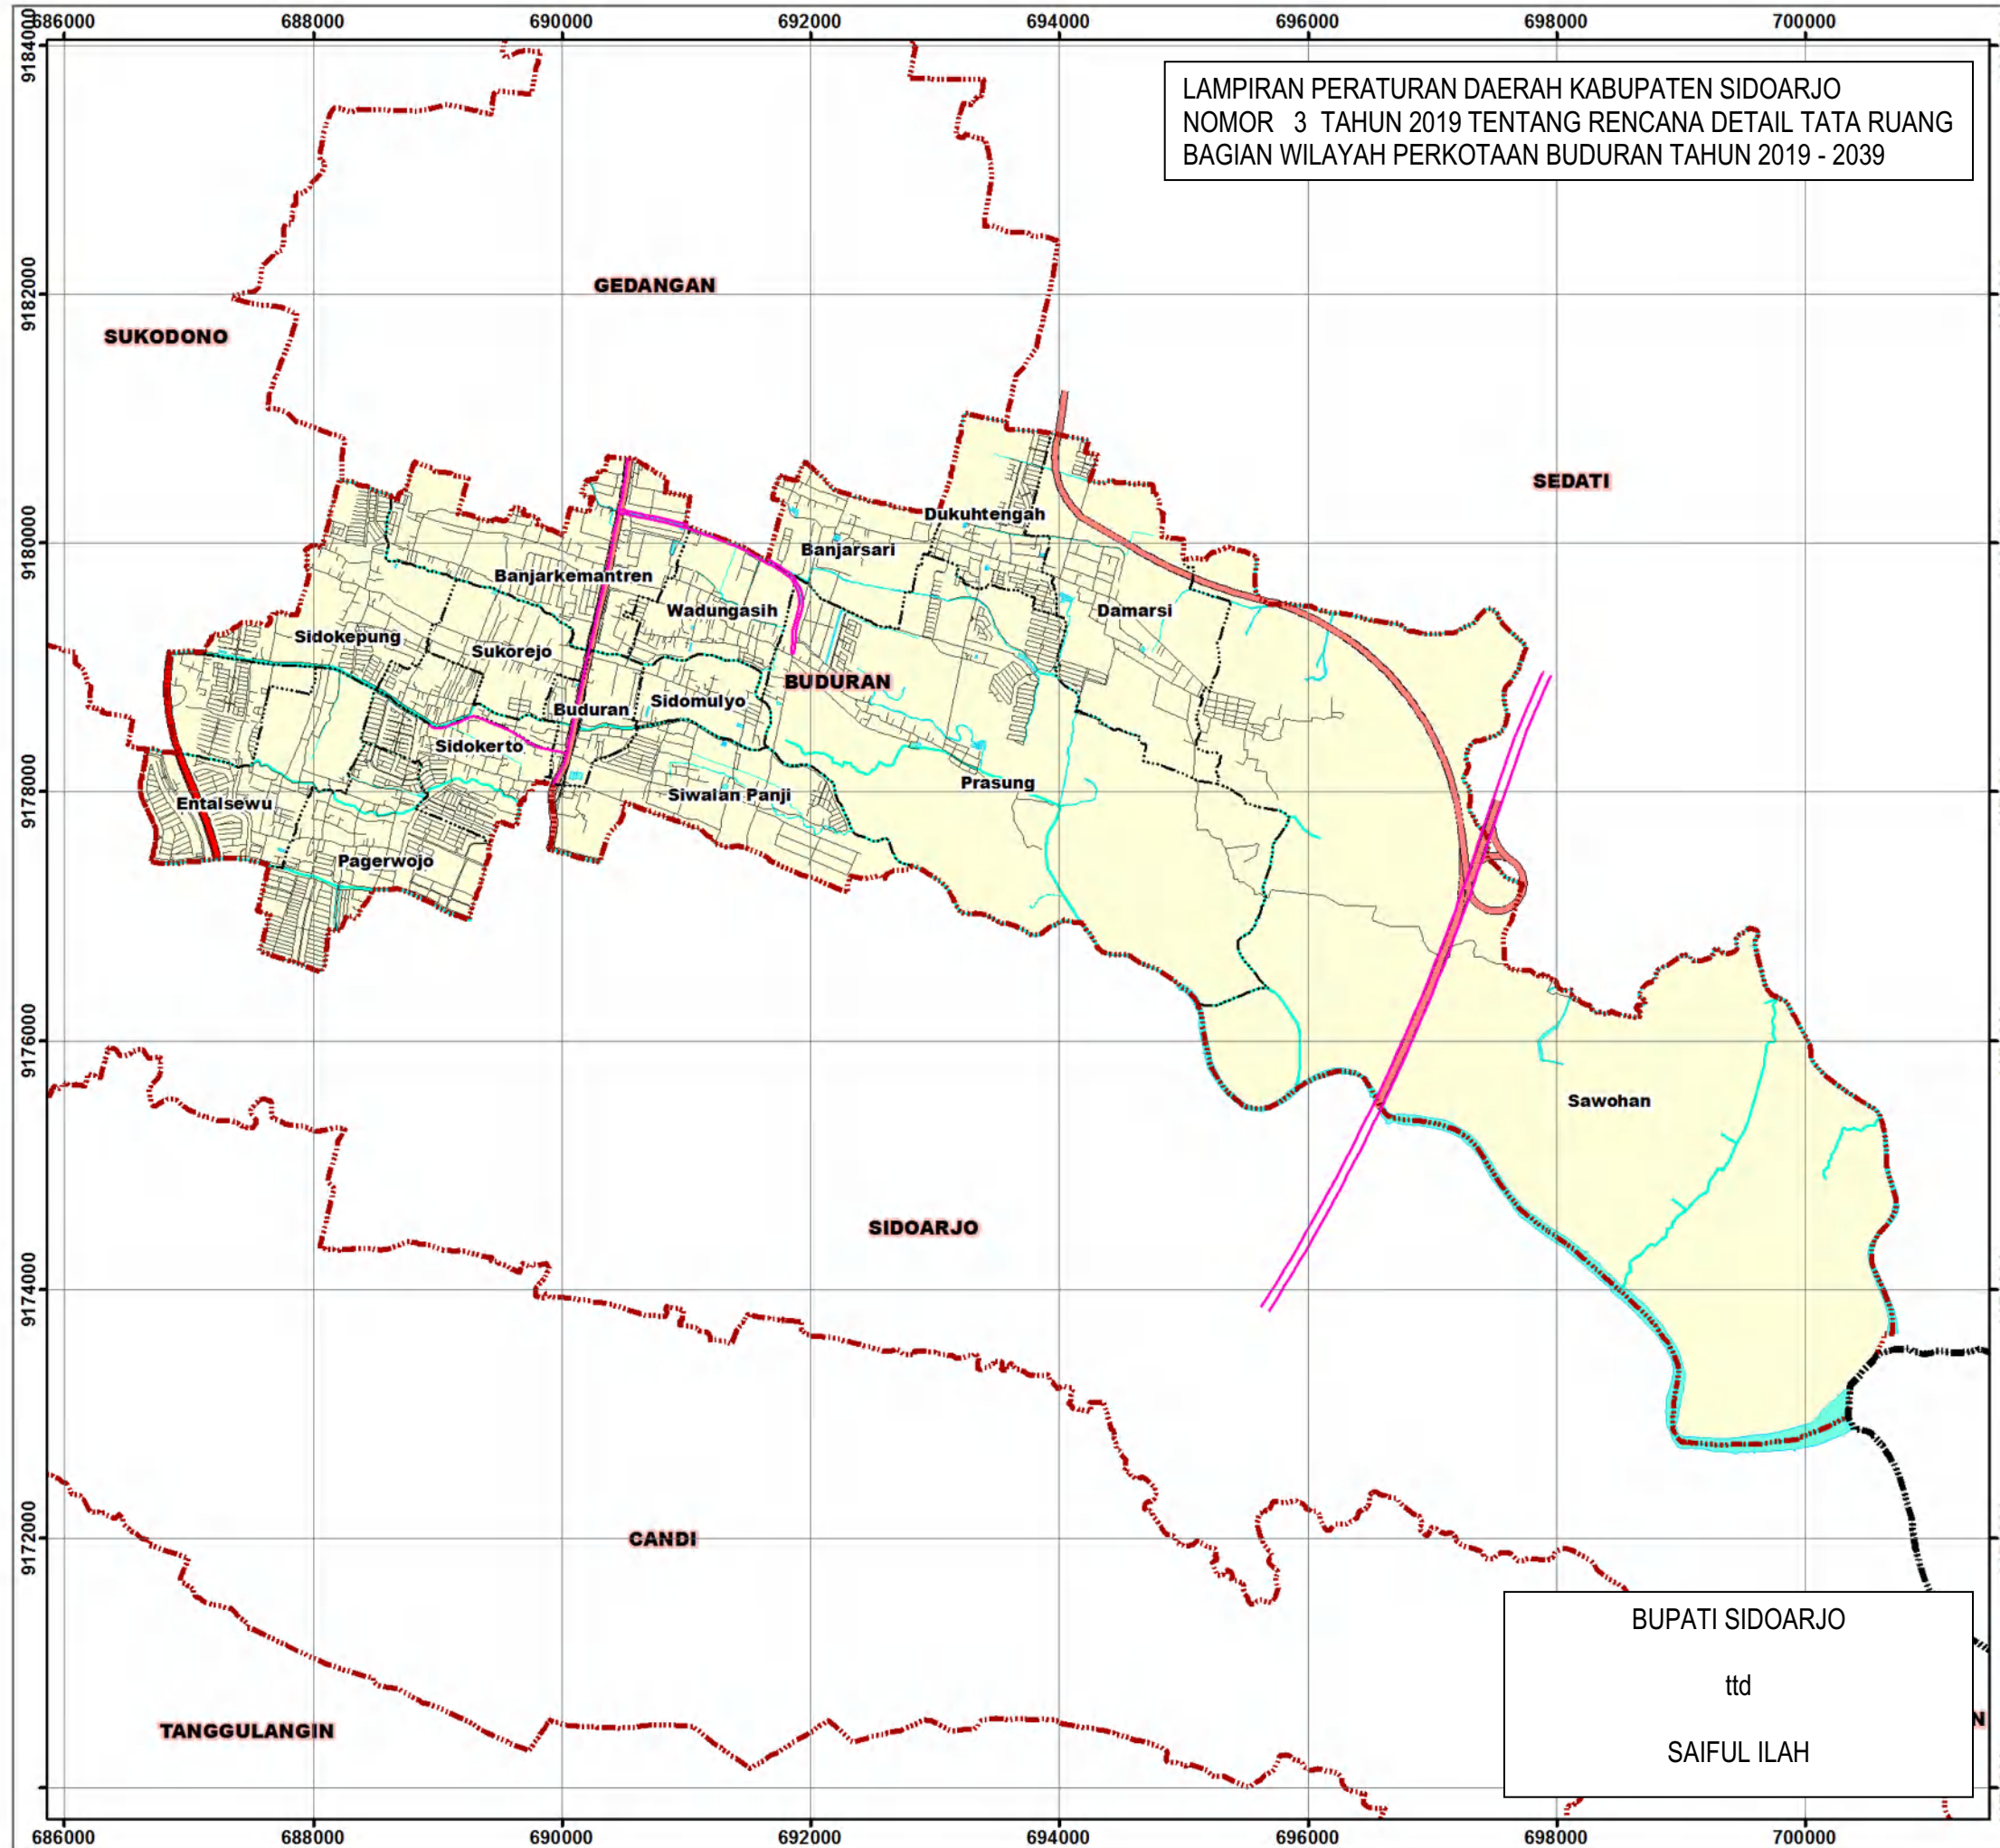 686000 688000 690000 692000 694000 696000 698000 700000
9184000
LAMPIRAN PERATURAN DAERAH KABUPATEN SIDOARJO
NOMOR 3 TAHUN 2019 TENTANG RENCANA DETAIL TATA RUANG
BAGIAN WILAYAH PERKOTAAN BUDURAN TAHUN 2019 - 2039
9182000
GEDANGAN
SUKODONO
SEDATI
9180000
Dukuhtengah
Banjarsari
Banjarkemantren
Wadungasih
Damarsi
Sidokepung
Sukorejo
BUDURAN
Sidomulyo
Buduran
Sidokerto
9178000
Prasung
Siwalan Panji
Entalsewu
Pagerwojo
9176000
Sawohan
SIDOARJO
9174000
9172000
CANDI
BUPATI SIDOARJO
ttd
SAIFUL ILAH
TANGGULANGIN
N
686000 688000 690000 692000 694000 696000 698000 700000